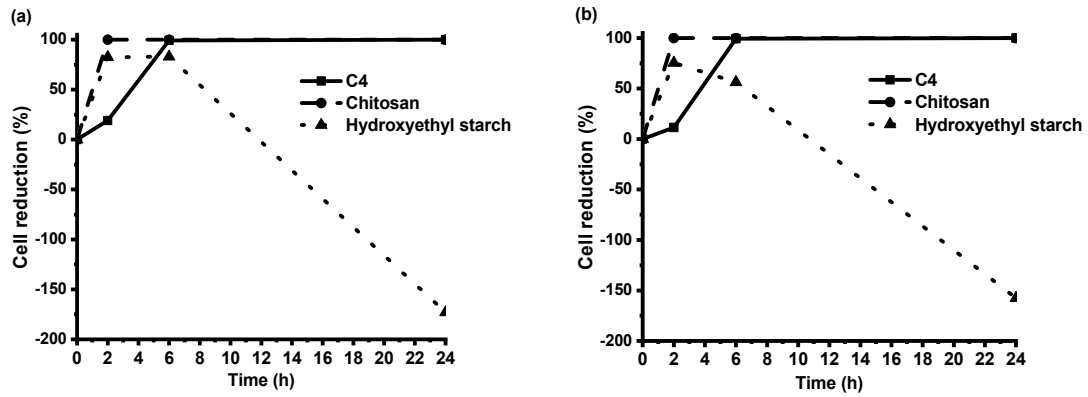 (a)
100
50
0
-50
-100
-150
-200
Cell reduction (%)
C4
Chitosan
Hydroxyethyl starch
0 2 4 6 8 10 12 14 16 18 20 22 24
Time (h)
(b)
100
50
0
-50
-100
-150
-200
Cell reduction (%)
C4
Chitosan
Hydroxyethyl starch
0 2 4 6 8 10 12 14 16 18 20 22 24
Time (h)